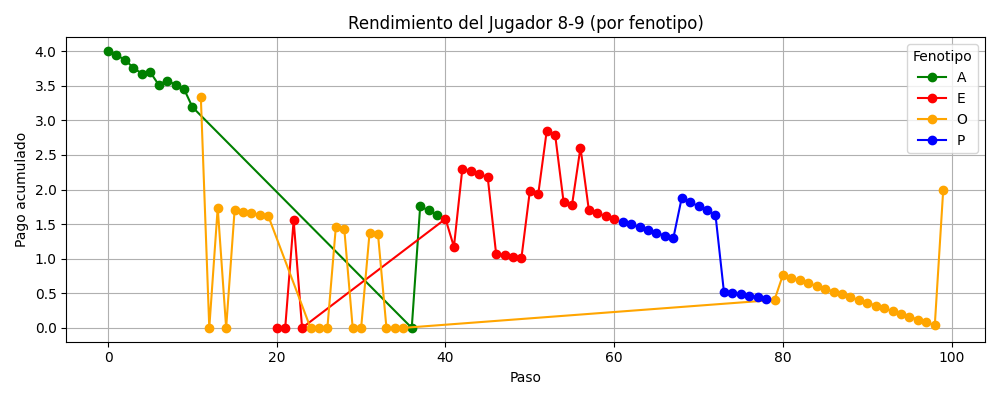 Rendimiento del Jugador 8-9 (por fenotipo)
Pago acumulado
4.0
3.5
3.0
2.5
2.0
1.5
1.0
0.5
0.0
0 20 40 60 80 100
Paso
Fenotipo
A
E
O
P